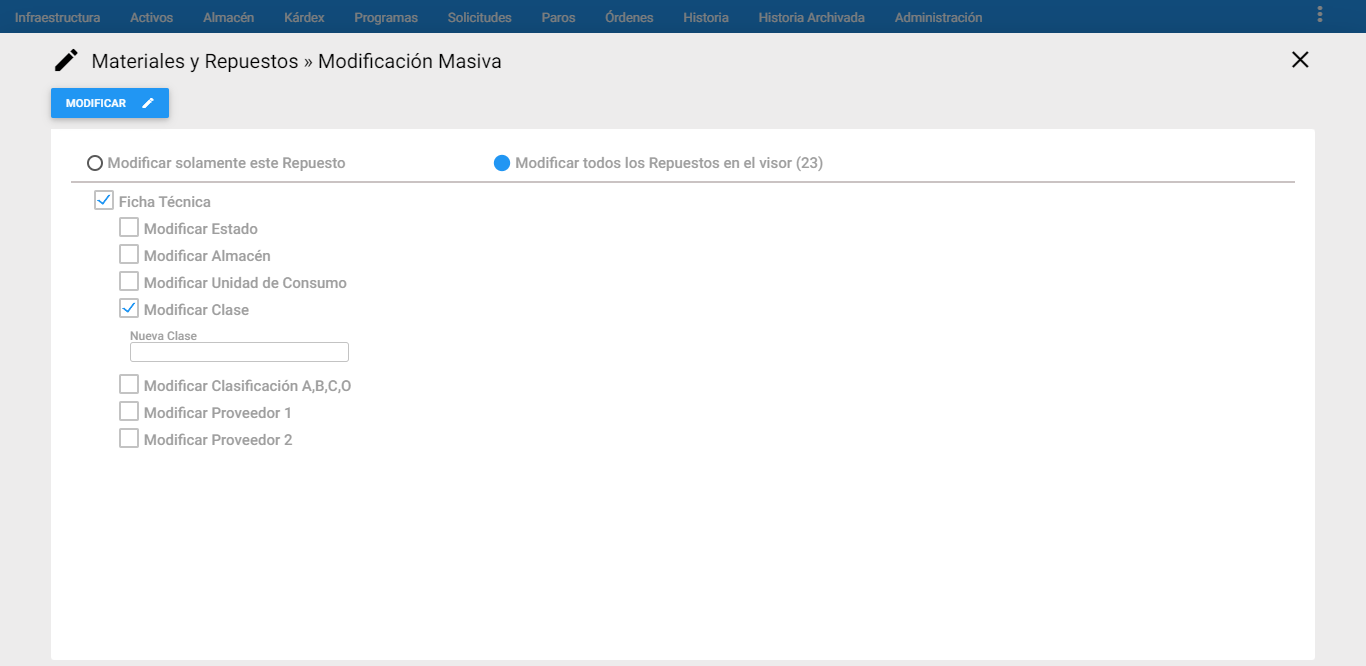 Infraestructura Activos Almacén Kárdex Programas Solicitudes Paros Órdenes Historia Historia Archivada Administración
Materiales y Repuestos » Modificación Masiva
MODIFICAR
Modificar solamente este Repuesto Modificar todos los Repuestos en el visor (23)
Ficha Técnica
Modificar Estado
Modificar Almacén
Modificar Unidad de Consumo
Modificar Clase
Nueva Clase
Modificar Clasificación A,B,C,O
Modificar Proveedor 1
Modificar Proveedor 2